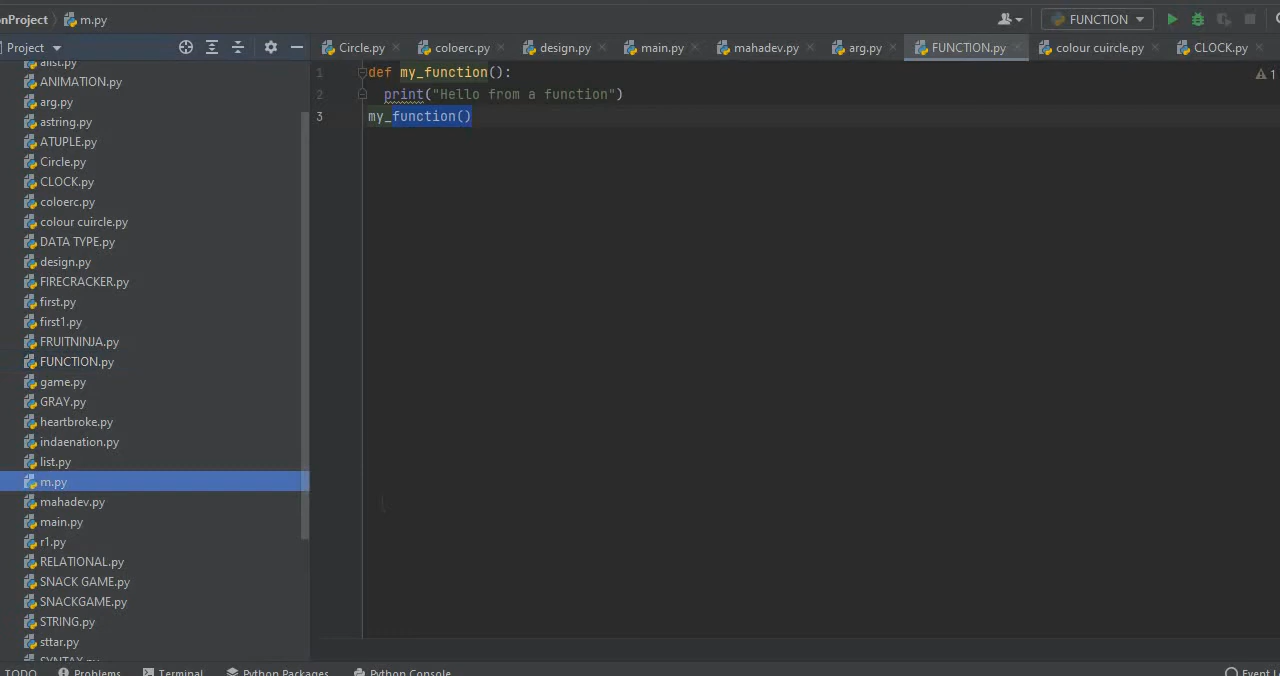 nProject m.py
FUNCTION
Project
Circle.py coloerc.py design.py main.py mahadev.py arg.py FUNCTION.py colour cuircle.py CLOCK.py
alist.py
ANIMATION.py
arg.py
astring.py
ATUPLE.py
Circle.py
CLOCK.py
coloerc.py
colour cuircle.py
DATA TYPE.py
design.py
FIRECRACKER.py
first.py
first1.py
FRUITNINJA.py
FUNCTION.py
game.py
GRAY.py
heartbroke.py
indaenation.py
list.py
m.py
mahadev.py
main.py
r1.py
RELATIONAL.py
SNACK GAME.py
SNACKGAME.py
STRING.py
sttar.py
SYNTAX.py
1 def my_function():
2 print("Hello from a function")
3 my_function()
1
TODO Problems Terminal Python Packages Python Console Event L